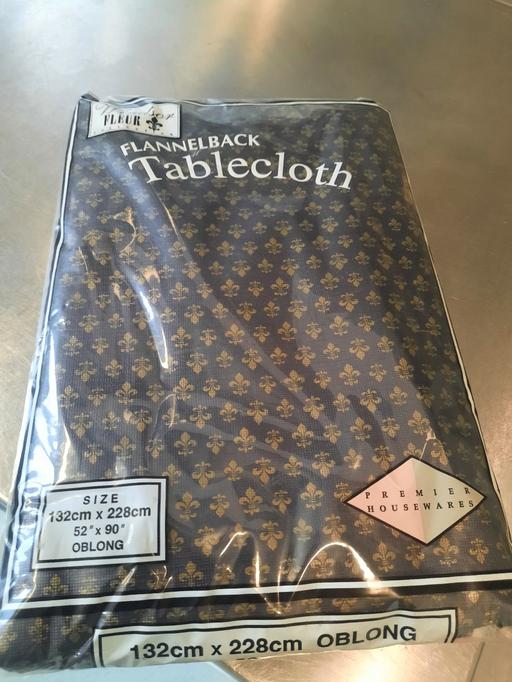 FLEUR
FLANNELBACK
Tablecloth
SIZE
132cm x 228cm
52" x 90"
OBLONG
PREMIER
HOUSEWARES
132cm x 228cm OBLONG